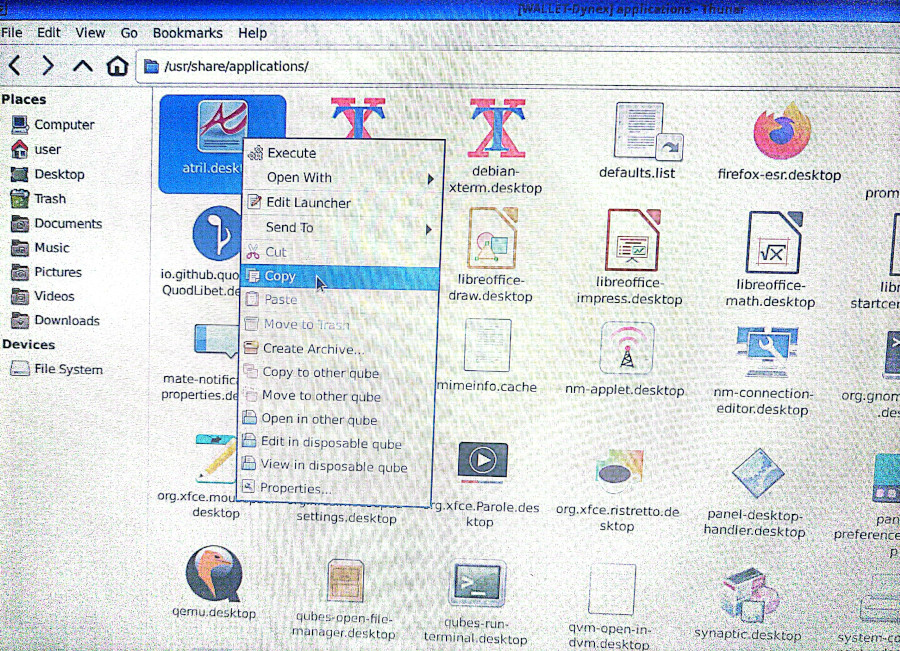 [WALLET-Dynex] applications - Thunar
File Edit View Go Bookmarks Help
/usr/share/applications/
Places
Computer
user
Desktop
Trash
Documents
Music
Pictures
Videos
Downloads
Devices
File System
atril.desk
debian-
xterm.desktop
defaults.list
firefox-esr.desktop
prom
io.github.quo
QuodLibet.de
libreoffice-
draw.desktop
libreoffice-
impress.desktop
libreoffice-
math.desktop
libr
startcen
mate-notific
properties.de
mimeinfo.cache
nm-applet.desktop
nm-connection-
editor.desktop
org.gnom
.des
org.xfce.mou
desktop
settings.desktop
rg.xfce.Parole.des
ktop
org.xfce.ristretto.de
sktop
panel-desktop-
handler.desktop
pan
preference
p
qemu.desktop
qubes-open-file-
manager.desktop
qubes-run-
terminal.desktop
qvm-open-in-
dvm.desktop
synaptic.desktop
system-co
Execute
Open With
Edit Launcher
Send To
Cut
Copy
Paste
Move to Trash
Create Archive...
Copy to other qube
Move to other qube
Open in other qube
Edit in disposable qube
View in disposable qube
Properties...